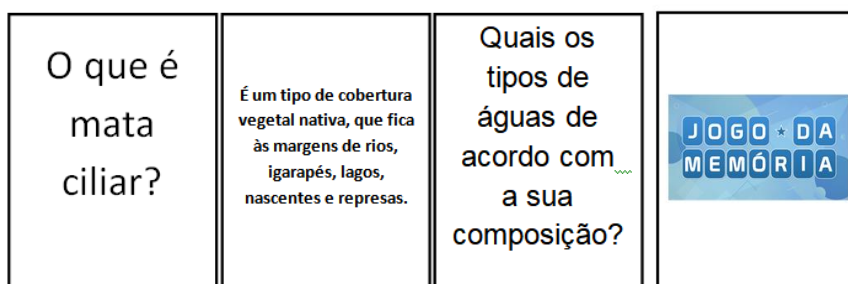 O que é
mata
ciliar?
É um tipo de cobertura
vegetal nativa, que fica
às margens de rios,
igarapés, lagos,
nascentes e represas.
Quais os
tipos de
águas de
acordo com
a sua
composição?
JOGO DA
MEMÓRIA